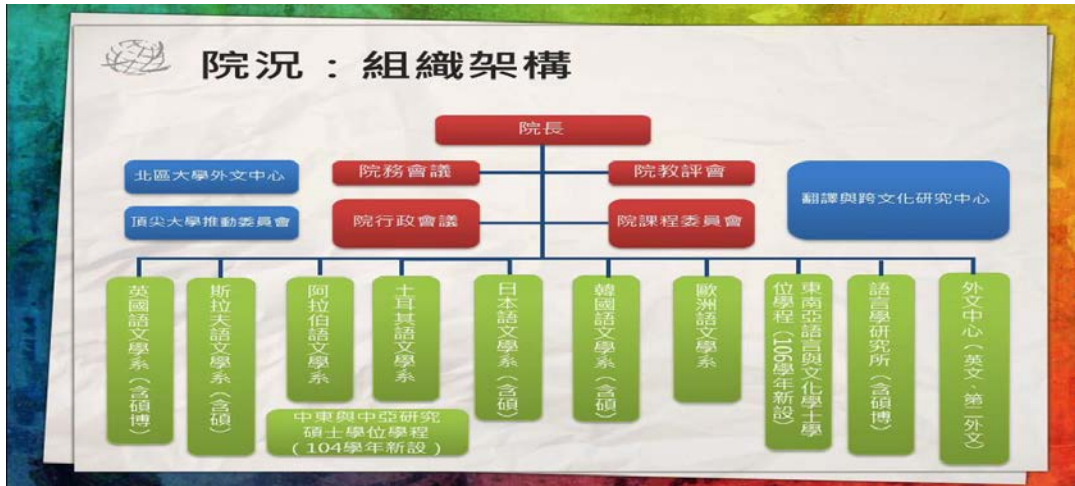 院況：組織架構
院長
北區大學外文中心
院務會議
院教評會
翻譯與跨文化研究中心
頂尖大學推動委員會
院行政會議
院課程委員會
英國語文學系（含碩博）
斯拉夫語文學系（含碩）
阿拉伯語文學系
土耳其語文學系
中東與中亞研究
碩士學位學程
（104學年新設）
日本語文學系（含碩）
韓國語文學系（含碩）
歐洲語文學系
東南亞語言與文化學士學
位學程（106學年新設）
語言學研究所（含碩博）
外文中心（英文、第二外文）